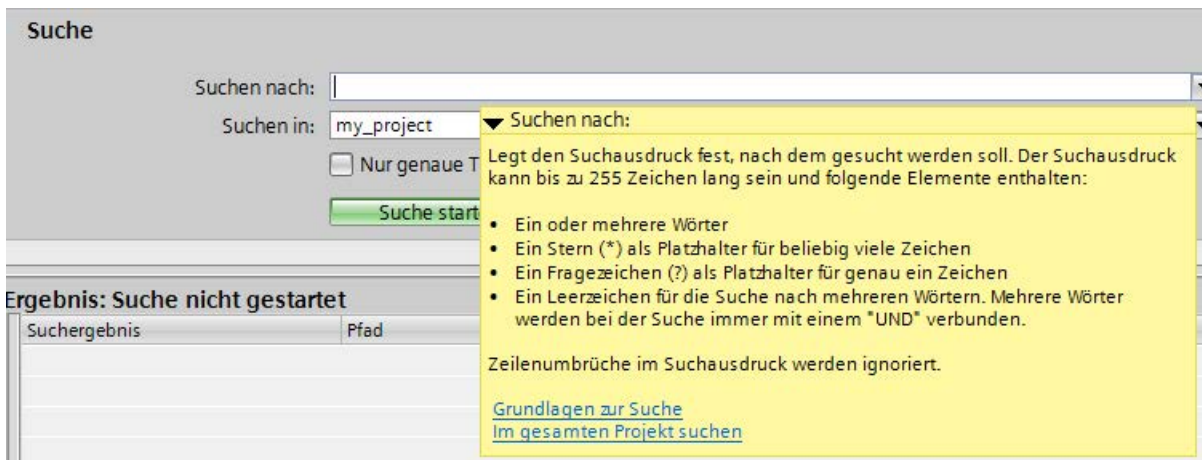 Suche
Suchen nach:
Suchen in: my_project
Nur genaue T
Suche start
Suchen nach:
Legt den Suchausdruck fest, nach dem gesucht werden soll. Der Suchausdruck
kann bis zu 255 Zeichen lang sein und folgende Elemente enthalten:
• Ein oder mehrere Wörter
• Ein Stern (*) als Platzhalter für beliebig viele Zeichen
• Ein Fragezeichen (?) als Platzhalter für genau ein Zeichen
• Ein Leerzeichen für die Suche nach mehreren Wörtern. Mehrere Wörter
werden bei der Suche immer mit einem "UND" verbunden.
Zeilenumbrüche im Suchausdruck werden ignoriert.
Grundlagen zur Suche
Im gesamten Projekt suchen
Ergebnis: Suche nicht gestartet
Suchergebnis Pfad